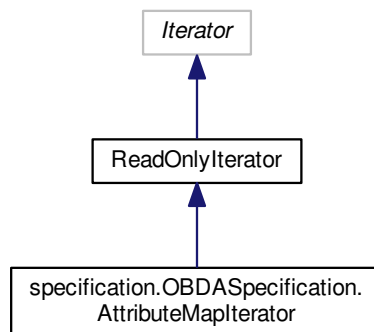 Iterator
ReadOnlyIterator
specification.OBDASpecification.
AttributeMapIterator